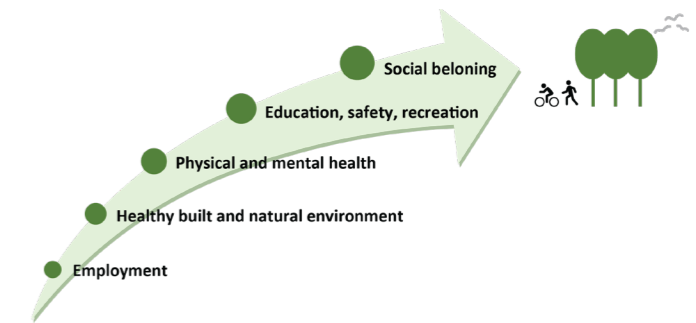 Social beloning
Education, safety, recreation
Physical and mental health
Healthy built and natural environment
Employment